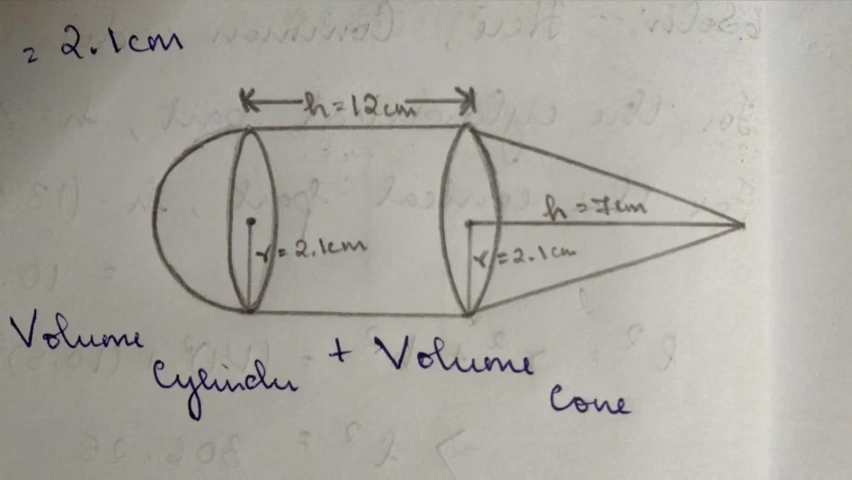 = 2.1cm
h=12cm
h=7cm
r=2.1cm
r=2.1cm
Volume Cylinder + Volume Cone